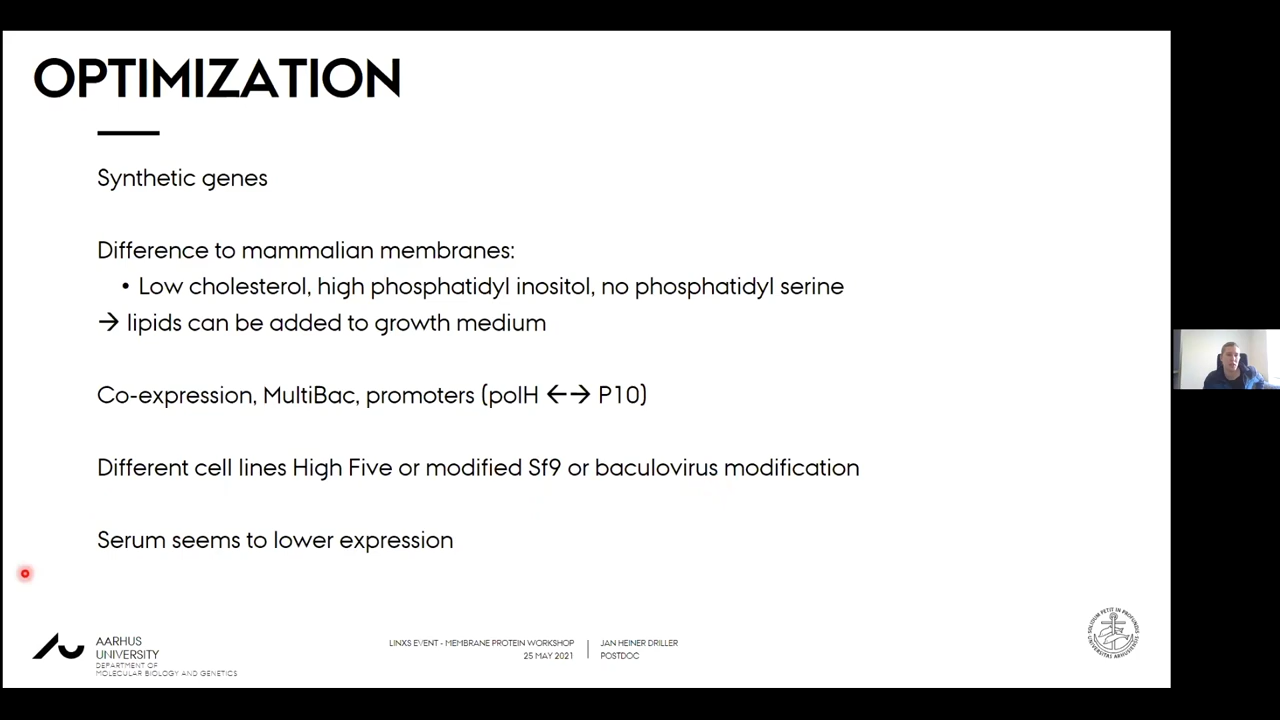 OPTIMIZATION
Synthetic genes
Difference to mammalian membranes:
• Low cholesterol, high phosphatidyl inositol, no phosphatidyl serine
→ lipids can be added to growth medium
Co-expression, MultiBac, promoters (polH ←→ P10)
Different cell lines High Five or modified Sf9 or baculovirus modification
Serum seems to lower expression
AARHUS
UNIVERSITY
DEPARTMENT OF
MOLECULAR BIOLOGY AND GENETICS
LINXS EVENT - MEMBRANE PROTEIN WORKSHOP
25 MAY 2021
JAN HEINER DRILLER
POSTDOC